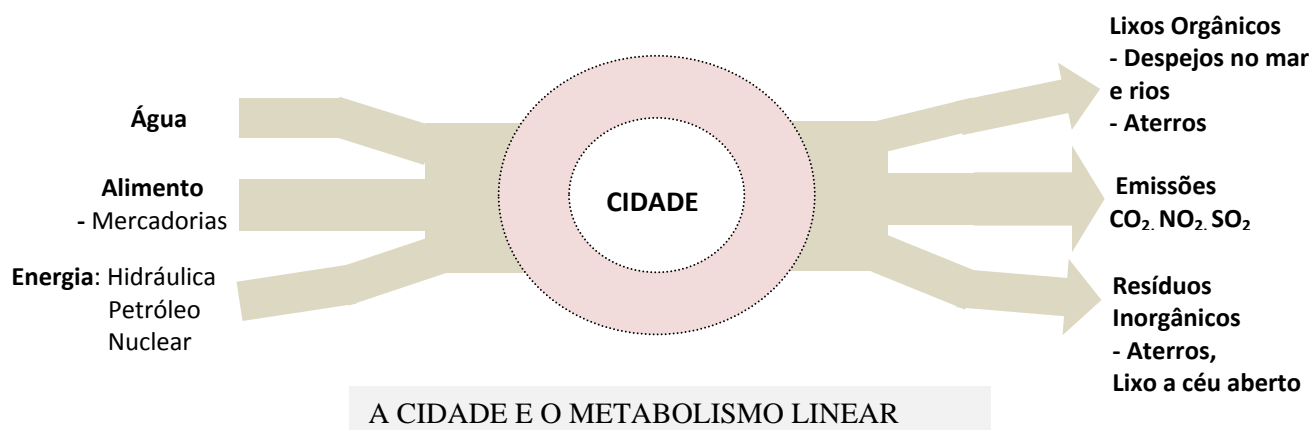 Água
Alimento
- Mercadorias
Energia: Hidráulica
Petróleo
Nuclear
CIDADE
Lixos Orgânicos
- Despejos no mar
e rios
- Aterros
Emissões
CO₂. NO₂. SO₂
Resíduos
Inorgânicos
- Aterros,
Lixo a céu aberto
A CIDADE E O METABOLISMO LINEAR